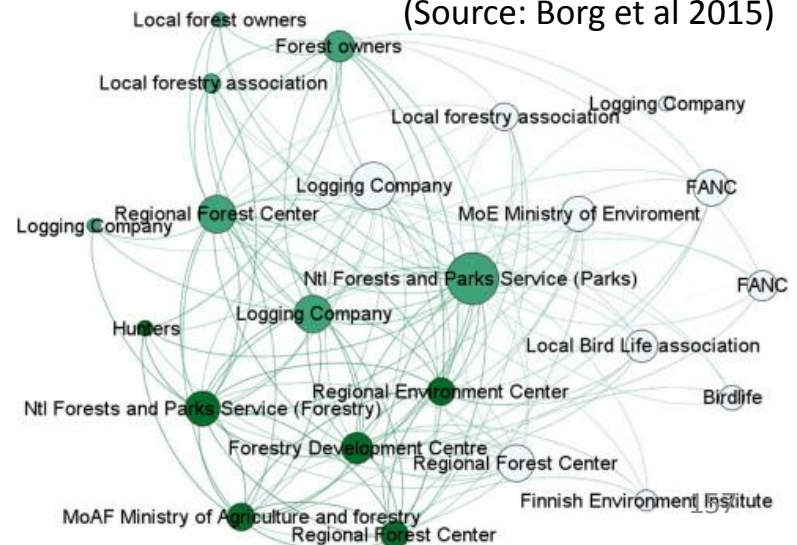 (Source: Borg et al 2015)
Local forest owners
Forest owners
Local forestry association
Logging Company
Local forestry association
Logging Company
FANC
Regional Forest Center
MoE Ministry of Enviroment
Logging Company
Ntl Forests and Parks Service (Parks)
FANC
Logging Company
Hunters
Local Bird Life association
Regional Environment Center
Birdlife
Ntl Forests and Parks Service (Forestry)
Forestry Development Centre
Regional Forest Center
Finnish Environment Institute
157
MoAF Ministry of Agriculture and forestry
Regional Forest Center